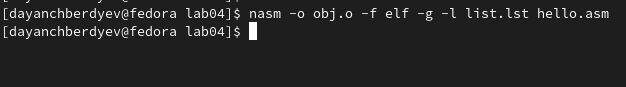 [dayanchberdyev@fedora lab04]$ nasm -o obj.o -f elf -g -l list.lst hello.asm
[dayanchberdyev@fedora lab04]$